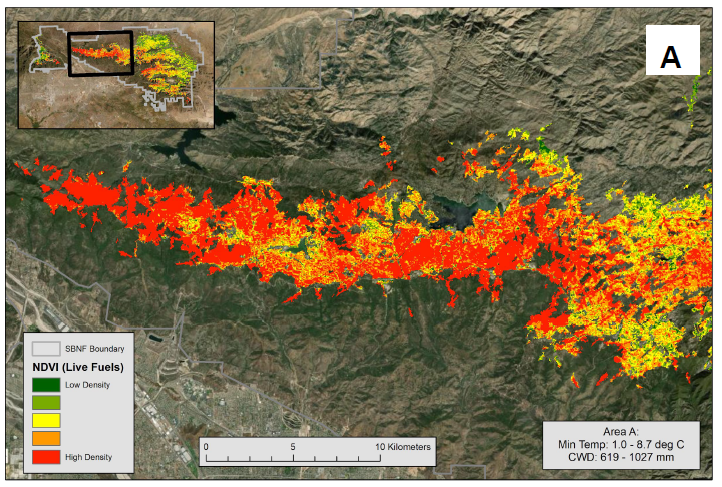 A
SBNF Boundary
NDVI (Live Fuels)
Low Density
High Density
0 5 10 Kilometers
Area A:
Min Temp: 1.0 - 8.7 deg C
CWD: 619 - 1027 mm